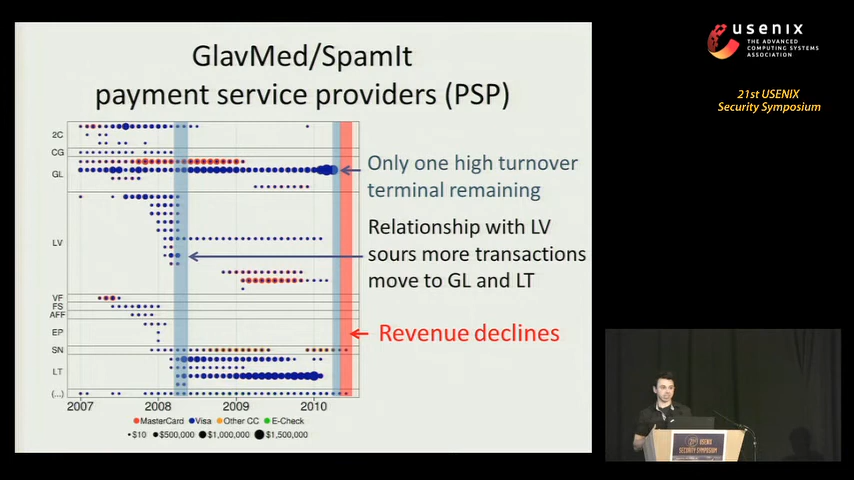 GlavMed/SpamIt
payment service providers (PSP)
2C
CG
GL
LV
VF
FS
AFF
EP
SN
LT
(...)
2007 2008 2009 2010
MasterCard Visa Other CC E-Check
$10 $500,000 $1,000,000 $1,500,000
Only one high turnover
terminal remaining
Relationship with LV
sours more transactions
move to GL and LT
Revenue declines
usenix
THE ADVANCED
COMPUTING SYSTEMS
ASSOCIATION
21st USENIX
Security Symposium
USENIX
SECURITY SYMPOSIUM